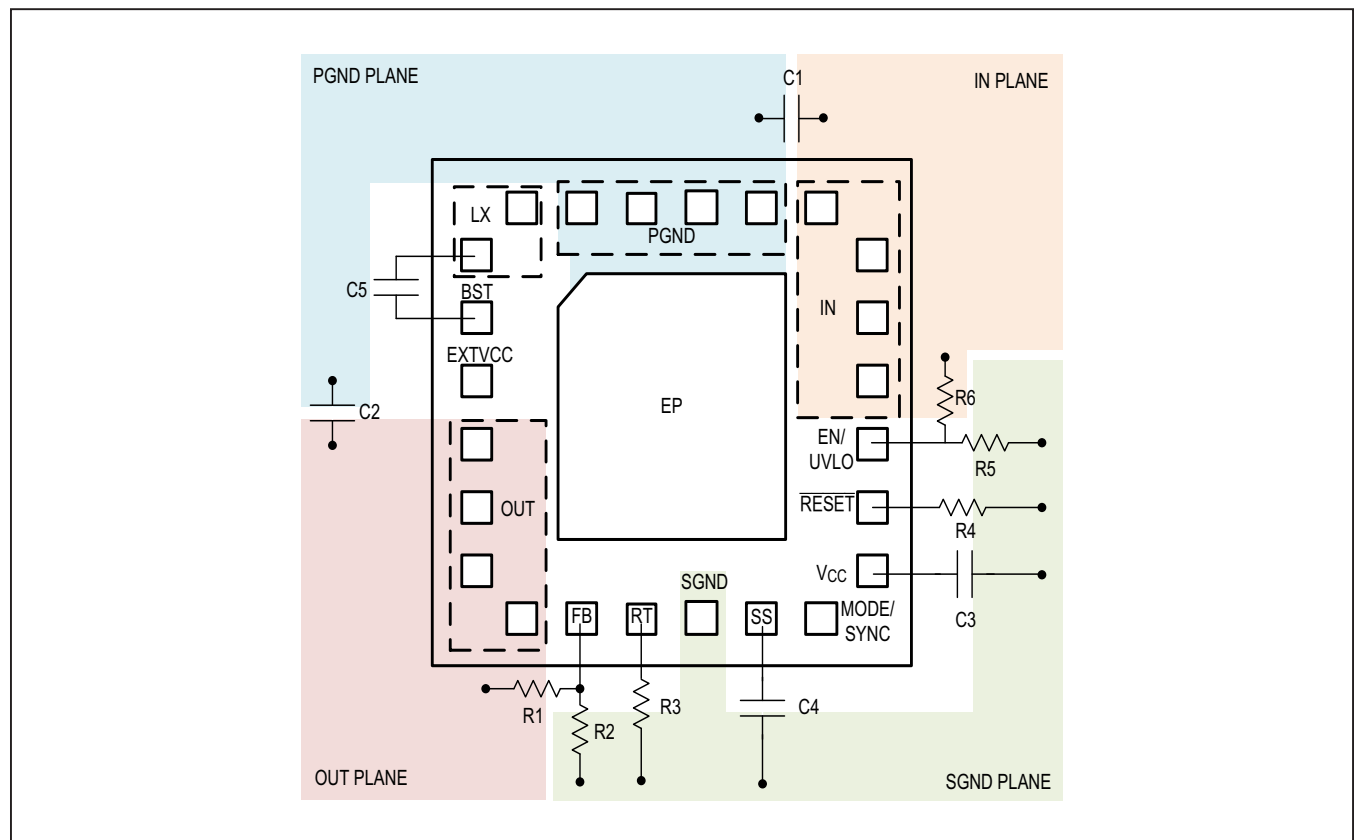 PGND PLANE
C1
IN PLANE
LX
PGND
C5
BST
IN
EXTVCC
EP
C2
R6
EN/
UVLO
R5
OUT
RESET
R4
VCC
SGND
C3
FB
RT
SS
MODE/
SYNC
R1
R2
R3
C4
OUT PLANE
SGND PLANE